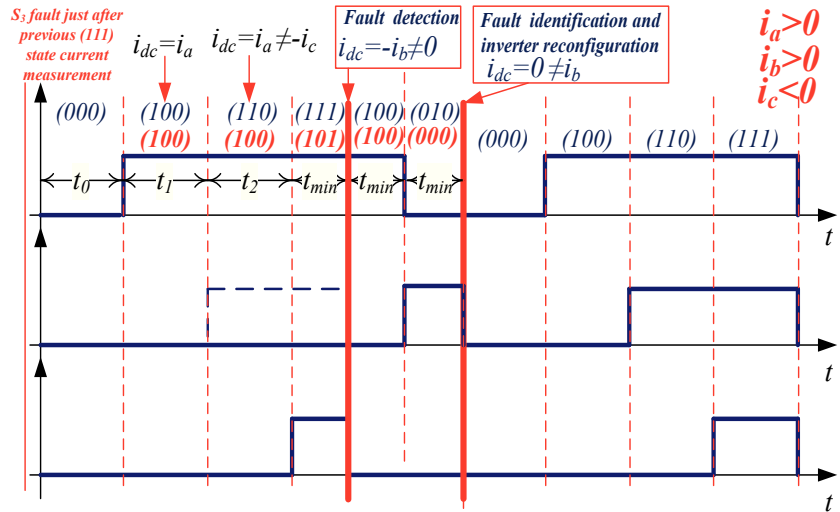 S₃ fault just after
previous (111)
state current
measurement
i_dc=i_a
i_dc=i_a≠-i_c
Fault detection
i_dc=-i_b≠0
Fault identification and
inverter reconfiguration
i_dc=0≠i_b
i_a>0
i_b>0
i_c<0
(000) (100) (110) (111) (100) (010) (000) (100) (110) (111)
(100) (100) (101) (100) (000)
t₀ t₁ t₂ t_min t_min t_min
t
t
t